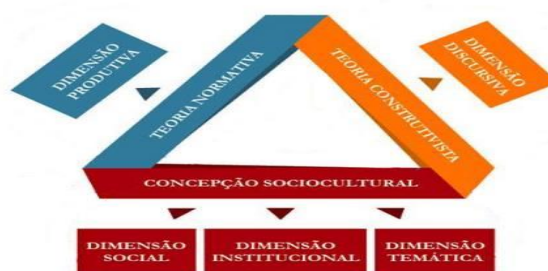 DIMENSÃO
PRODUTIVA
TEORIA NORMATIVA
TEORIA CONSTRUTIVISTA
DIMENSÃO
DISCURSIVA
CONCEPÇÃO SOCIOCULTURAL
DIMENSÃO
SOCIAL
DIMENSÃO
INSTITUCIONAL
DIMENSÃO
TEMÁTICA